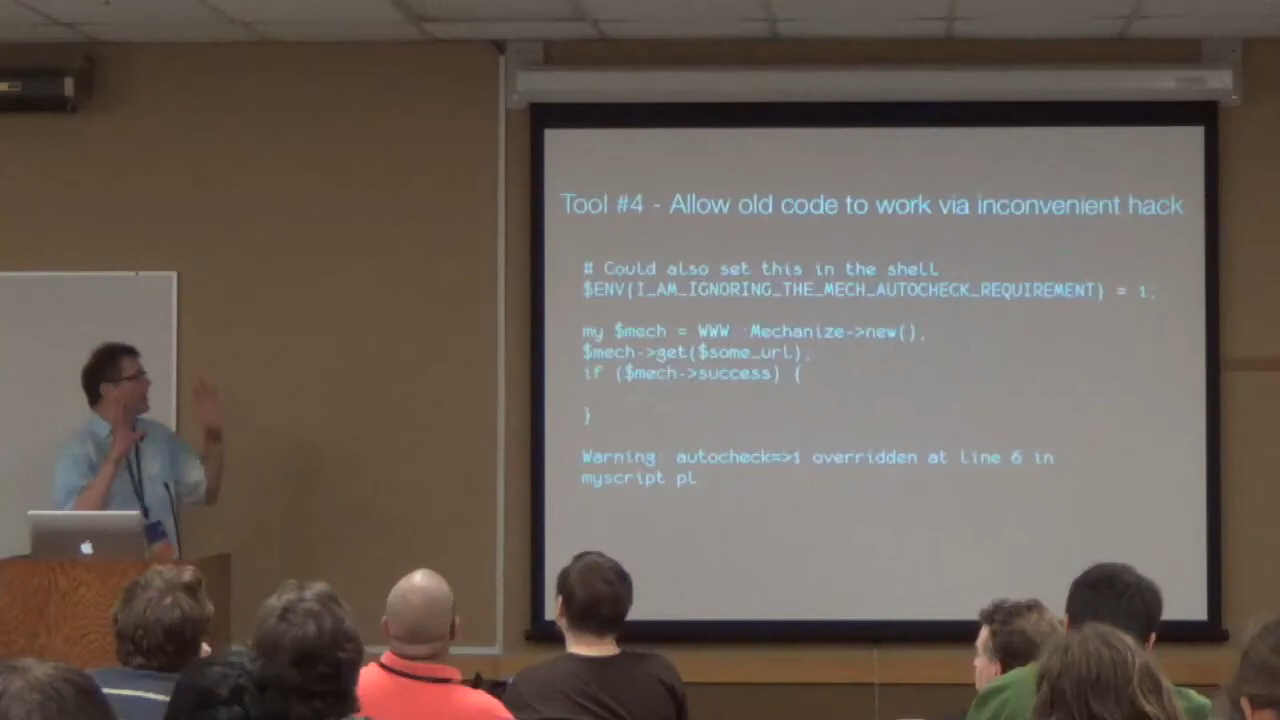 Tool #4 - Allow old code to work via inconvenient hack
# Could also set this in the shell.
$ENV{I_AM_IGNORING_THE_MECH_AUTOCHECK_REQUIREMENT} = 1;
my $mech = WWW::Mechanize->new();
$mech->get($some_url);
if ($mech->success) {
}
Warning: autocheck=>1 overridden at line 6 in
myscript.pl